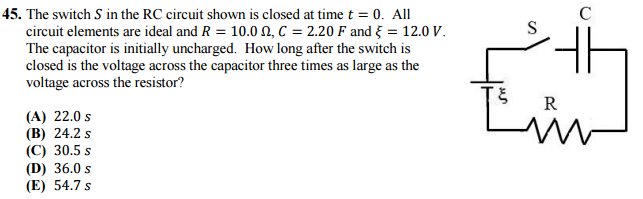 45. The switch S in the RC circuit shown is closed at time t = 0. All
circuit elements are ideal and R = 10.0 Ω, C = 2.20 F and ξ = 12.0 V.
The capacitor is initially uncharged. How long after the switch is
closed is the voltage across the capacitor three times as large as the
voltage across the resistor?
(A) 22.0 s
(B) 24.2 s
(C) 30.5 s
(D) 36.0 s
(E) 54.7 s
C
S
ξ
R